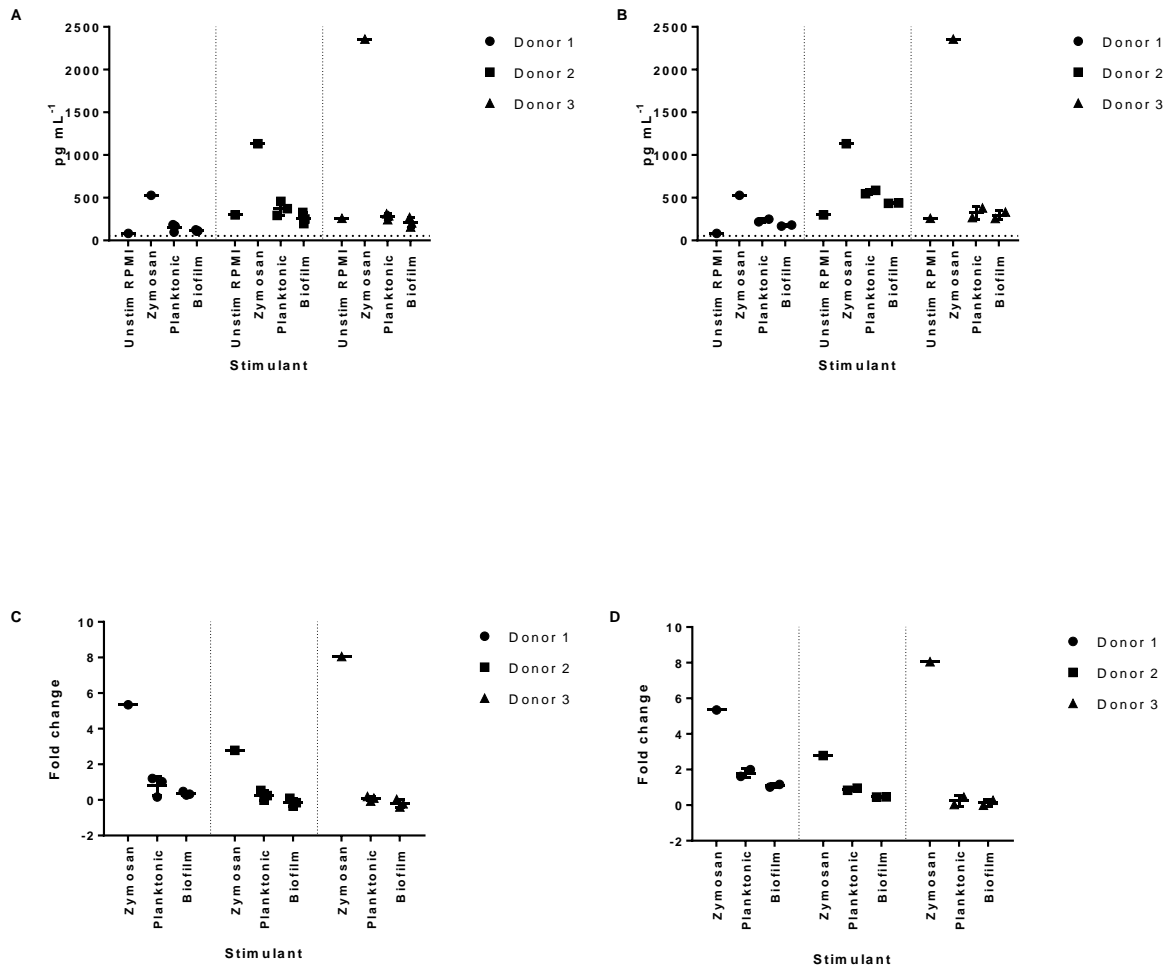 A
2500
2000
1500
1000
500
0
pg mL-1
Unstim RPMI
Zymosan
Planktonic
Biofilm
Unstim RPMI
Zymosan
Planktonic
Biofilm
Unstim RPMI
Zymosan
Planktonic
Biofilm
Stimulant
Donor 1
Donor 2
Donor 3
B
2500
2000
1500
1000
500
0
pg mL-1
Unstim RPMI
Zymosan
Planktonic
Biofilm
Unstim RPMI
Zymosan
Planktonic
Biofilm
Unstim RPMI
Zymosan
Planktonic
Biofilm
Stimulant
Donor 1
Donor 2
Donor 3
C
10
8
6
4
2
0
-2
Fold change
Zymosan
Planktonic
Biofilm
Zymosan
Planktonic
Biofilm
Zymosan
Planktonic
Biofilm
Stimulant
Donor 1
Donor 2
Donor 3
D
10
8
6
4
2
0
-2
Fold change
Zymosan
Planktonic
Biofilm
Zymosan
Planktonic
Biofilm
Zymosan
Planktonic
Biofilm
Stimulant
Donor 1
Donor 2
Donor 3